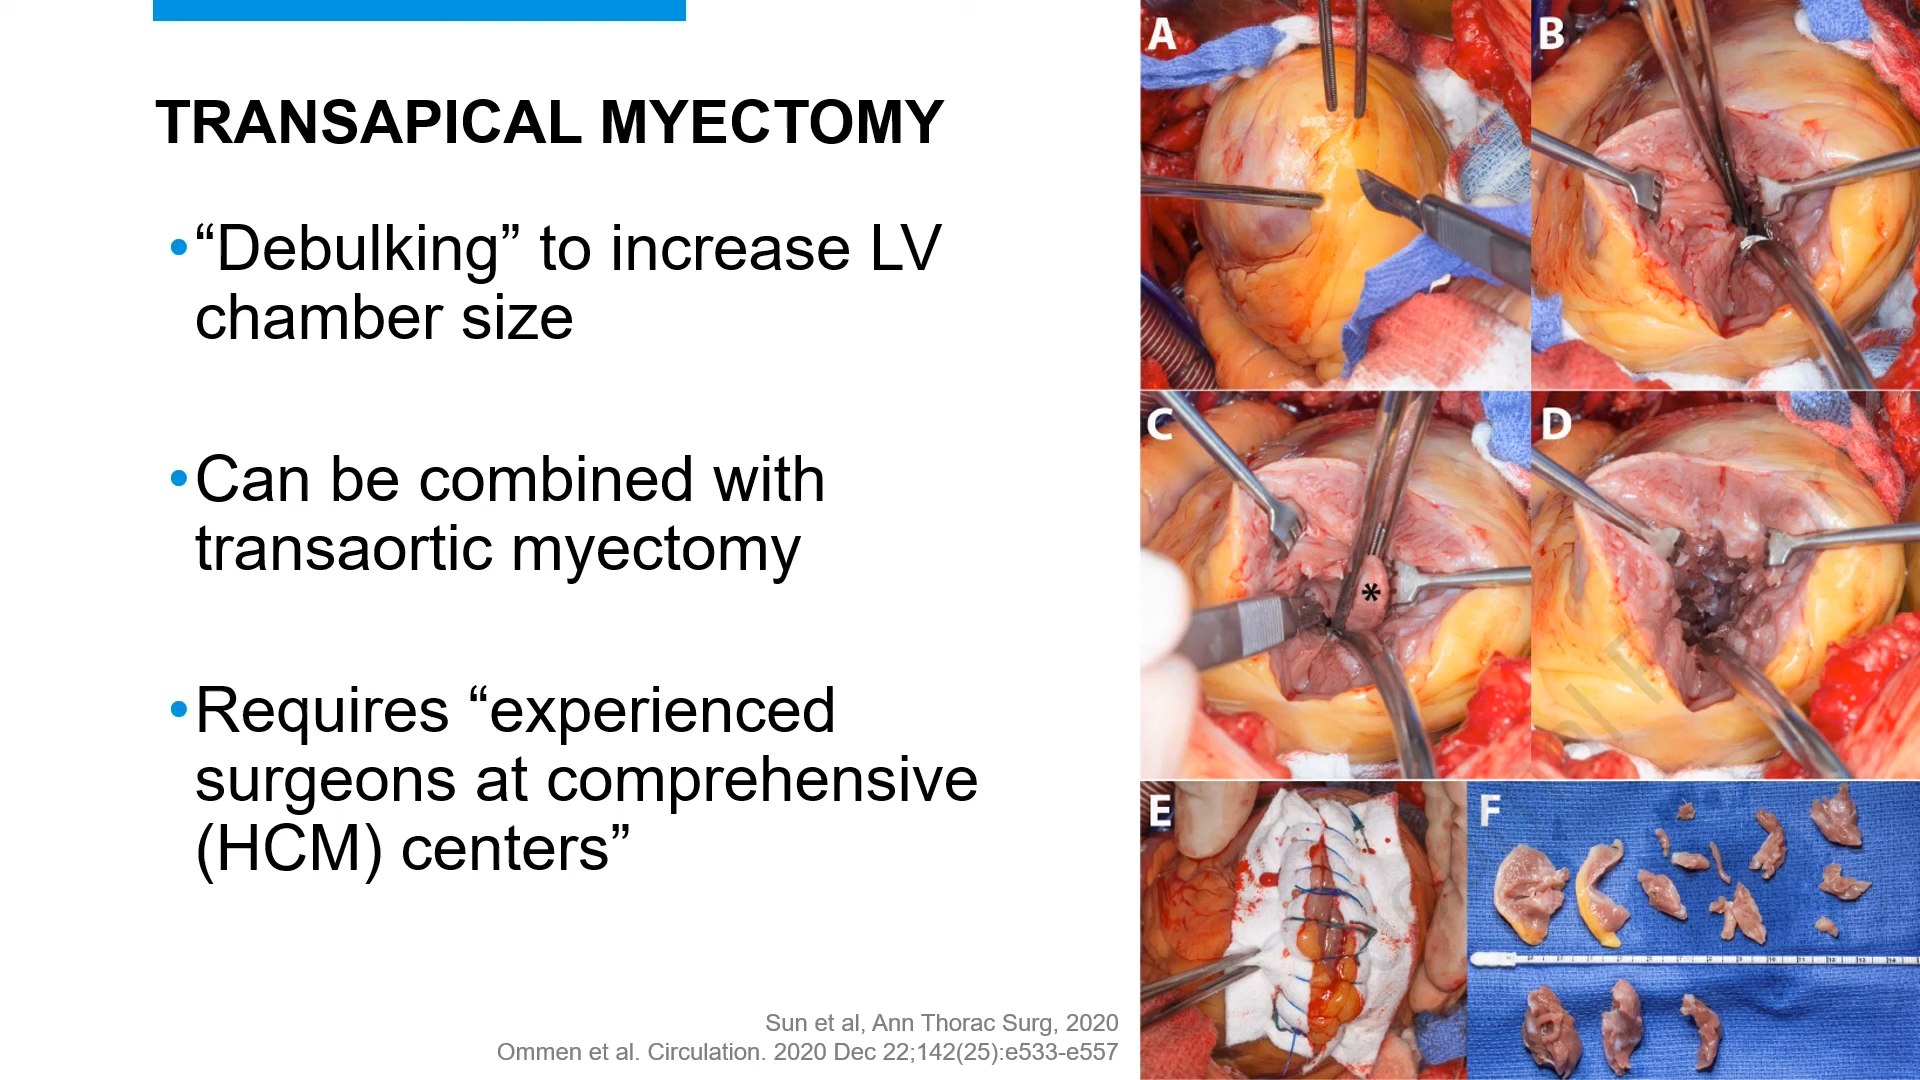 TRANSAPICAL MYECTOMY
•“Debulking” to increase LV
chamber size
•Can be combined with
transaortic myectomy
•Requires “experienced
surgeons at comprehensive
(HCM) centers”
Sun et al, Ann Thorac Surg, 2020
Ommen et al. Circulation. 2020 Dec 22;142(25):e533-e557
A
B
C
*
D
E
F